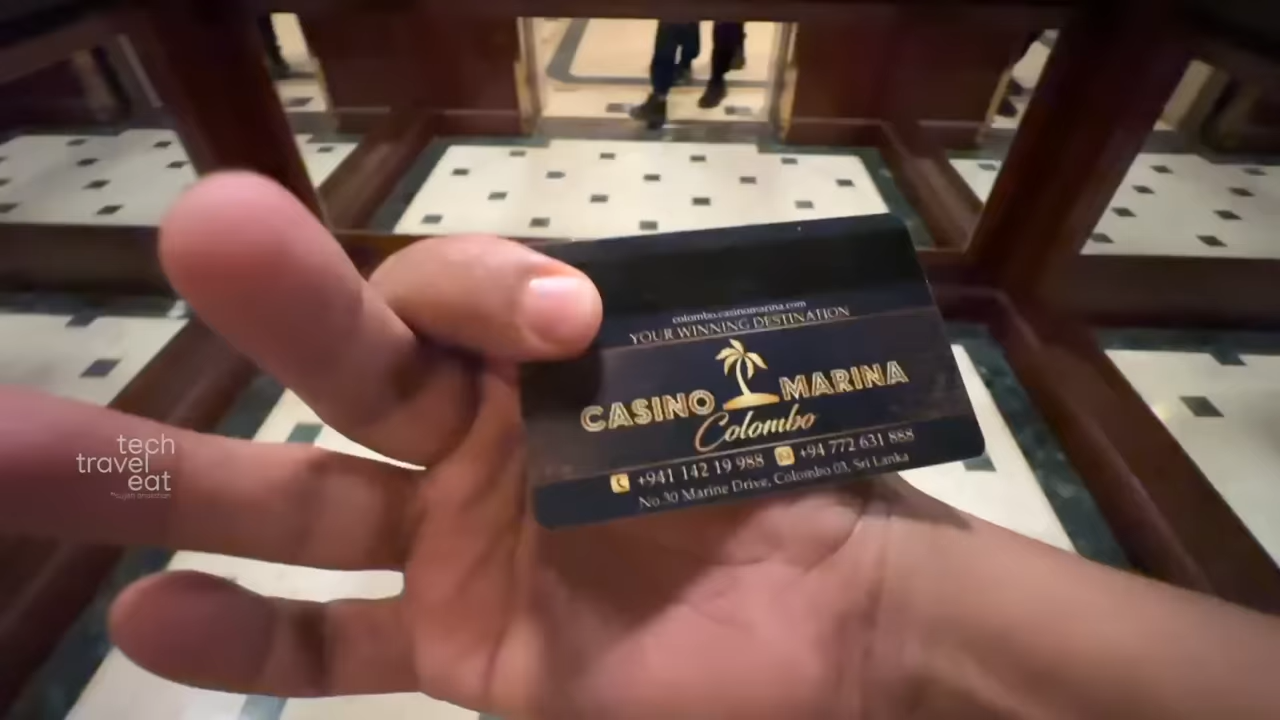 colombo.casinomarina.com
YOUR WINNING DESTINATION
CASINO MARINA
Colombo
+941 142 19 988 +94 772 631 888
No.30 Marine Drive, Colombo 03, Sri Lanka
tech
travel
eat